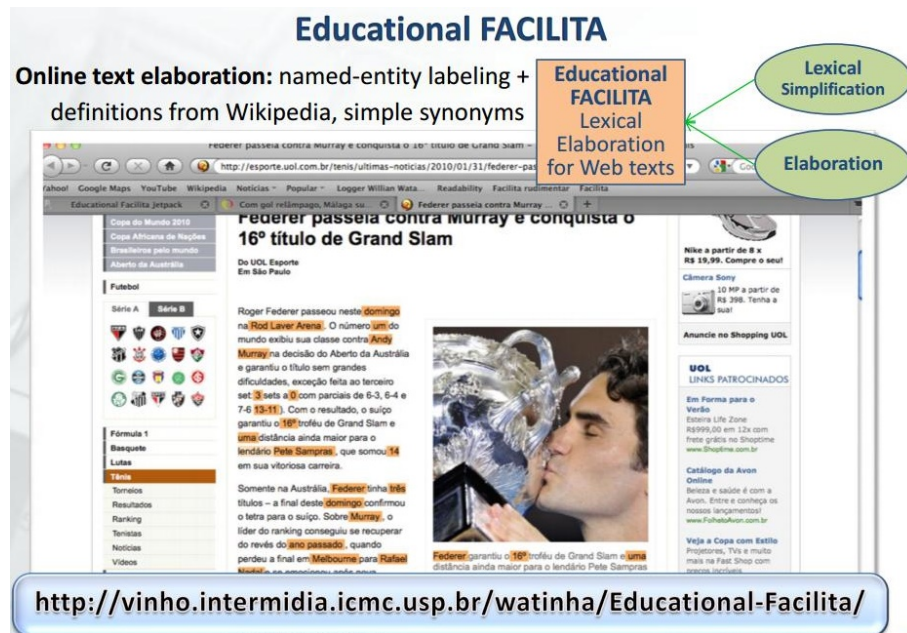 Educational FACILITA
Online text elaboration: named-entity labeling +
definitions from Wikipedia, simple synonyms
Educational
FACILITA
Lexical
Elaboration
for Web texts
Lexical
Simplification
Elaboration
Federer passeia contra Murray e conquista o 16º título de Grand Slam –
http://esporte.uol.com.br/tenis/ultimas-noticias/2010/01/31/federer-pas
Yahoo! Google Maps YouTube Wikipedia Notícias Popular Logger Willian Wata... Readability Facilita rudimentar Facilita
Educational Facilita Jetpack
Com gol relâmpago, Málaga su...
Federer passeia contra Murray ...
Copa do Mundo 2010
Copa Africana de Nações
Brasileiros pelo mundo
Aberto da Austrália
Futebol
Série A Série B
Fórmula 1
Basquete
Lutas
Tênis
Torneios
Resultados
Ranking
Tenistas
Notícias
Vídeos
Federer passeia contra Murray e conquista o
16º título de Grand Slam
Do UOL Esporte
Em São Paulo
Roger Federer passeou neste domingo
na Rod Laver Arena . O número um do
mundo exibiu sua classe contra Andy
Murray na decisão do Aberto da Austrália
e garantiu o título sem grandes
dificuldades, exceção feita ao terceiro
set: 3 sets a 0 com parciais de 6-3, 6-4 e
7-6 13-11 ). Com o resultado, o suíço
garantiu o 16º troféu de Grand Slam e
uma distância ainda maior para o
lendário Pete Sampras , que somou 14
em sua vitoriosa carreira.
Somente na Austrália, Federer tinha três
títulos – a final deste domingo confirmou
o tetra para o suíço. Sobre Murray , o
líder do ranking conseguiu se recuperar
do revés do ano passado , quando
perdeu a final em Melbourne para Rafael
Federer garantiu o 16º troféu de Grand Slam e uma
distância ainda maior para o lendário Pete Sampras
Nike a partir de 8 x
R$ 19,99. Compre o seu!
Câmera Sony
10 MP a partir de
R$ 398. Tenha a
sua!
Anuncie no Shopping UOL
UOL
LINKS PATROCINADOS
Em Forma para o
Verão
Esteira Life Zone
R$999,00 em 12x com
frete grátis no Shoptime
www.Shoptime.com.br
Catálogo da Avon
Online
Beleza e saúde é com a
Avon. Entre e conheça os
nossos lançamentos!
www.FolhetoAvon.com.br
Veja a Copa com Estilo
Projetores, TVs e muito
mais na Fast Shop com
preços incríveis
http://vinho.intermidia.icmc.usp.br/watinha/Educational-Facilita/